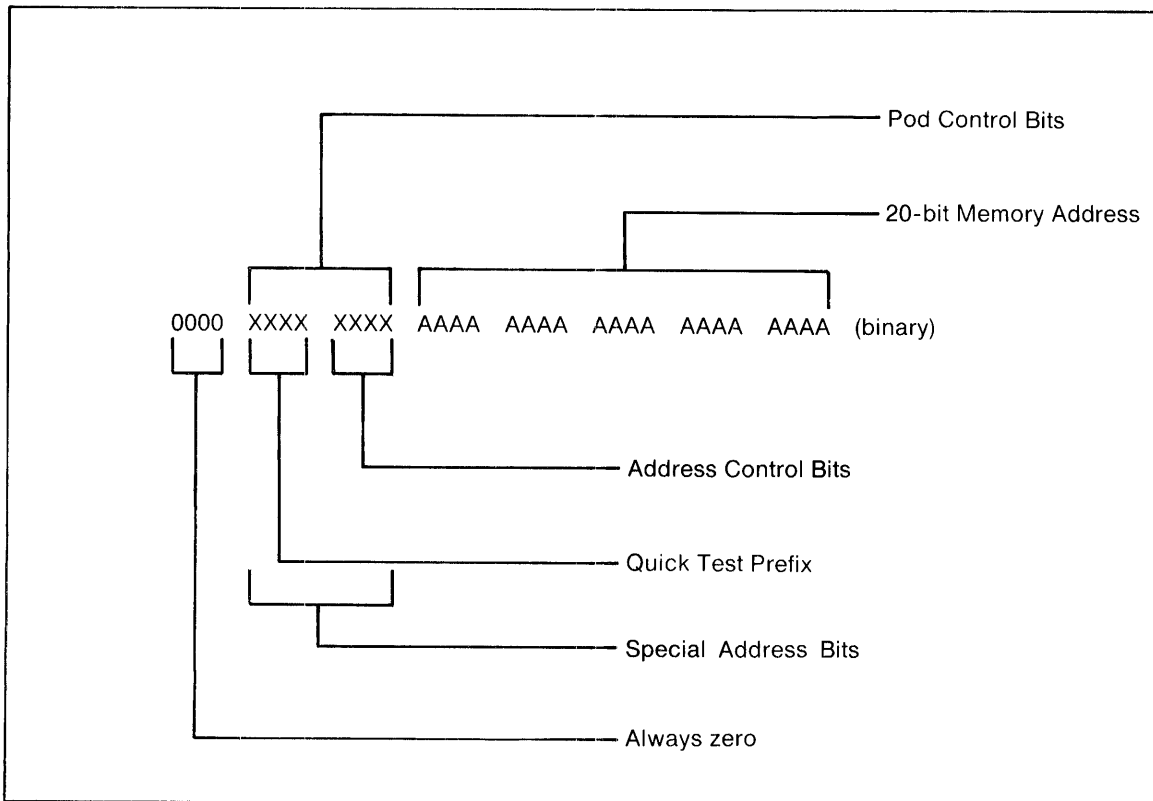 Pod Control Bits
20-bit Memory Address
0000 XXXX XXXX AAAA AAAA AAAA AAAA AAAA (binary)
Address Control Bits
Quick Test Prefix
Special Address Bits
Always zero